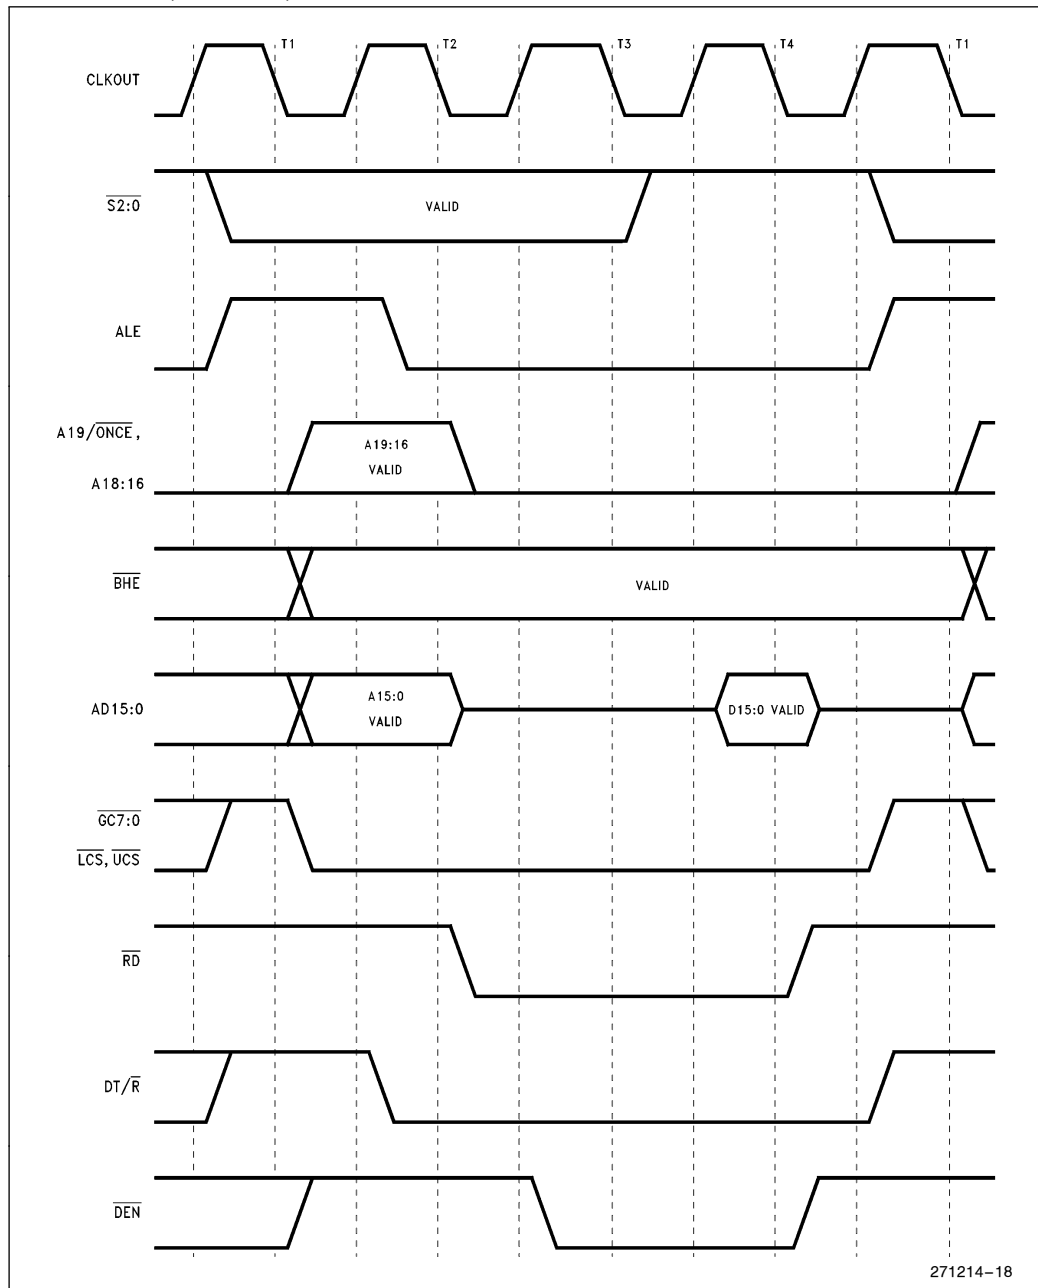 T1 T2 T3 T4 T1
CLKOUT
S2:0
VALID
ALE
A19/ONCE,
A18:16
A19:16
VALID
BHE
VALID
AD15:0
A15:0
VALID
D15:0 VALID
GC7:0
LCS, UCS
RD
DT/R
DEN
271214–18